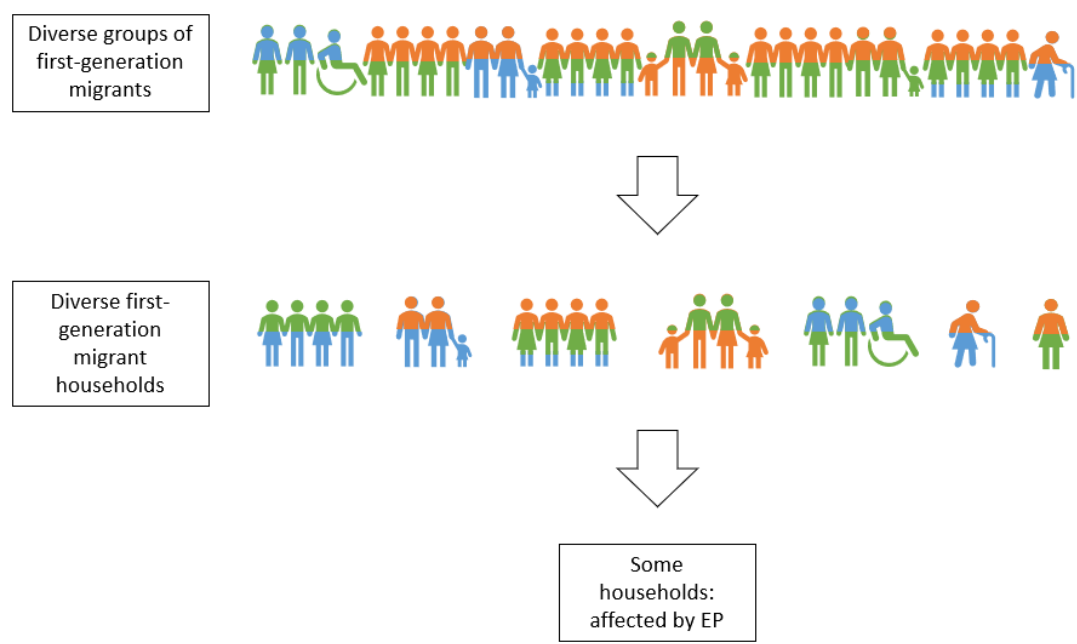 Diverse groups of
first-generation
migrants
Diverse first-
generation
migrant
households
Some
households:
affected by EP